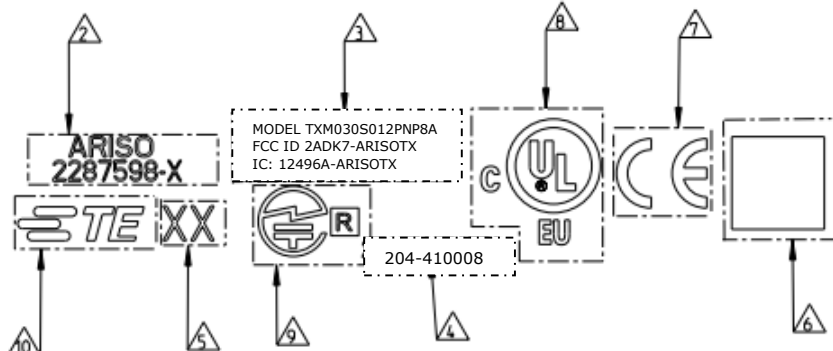 2
3
8
7
ARISO
2287598-X
MODEL TXM030S012PNP8A
FCC ID 2ADK7-ARISOTX
IC: 12496A-ARISOTX
C
UL
®
EU
CE
TE
XX
R
204-410008
10
5
9
4
6